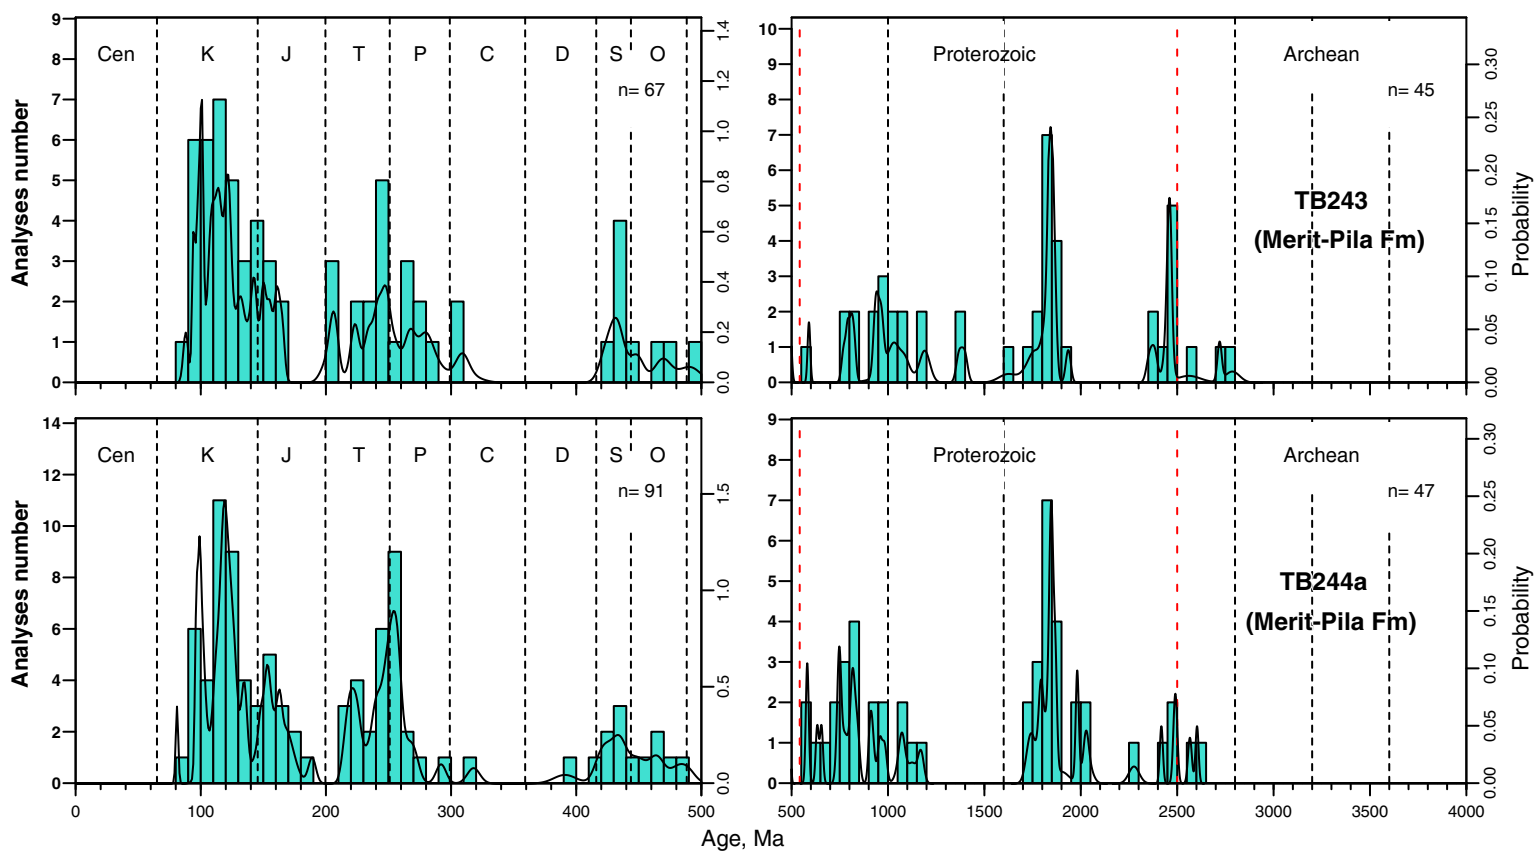 9 8 7 6 5 4 3 2 1 0
Analyses number
Cen K J T P C D S O
n= 67
1.4 1.2 1.0 0.8 0.6 0.4 0.2 0.0
10 9 8 7 6 5 4 3 2 1 0
Proterozoic Archean
n= 45
TB243
(Merit-Pila Fm)
0.30 0.25 0.20 0.15 0.10 0.05 0.00
Probability
14 12 10 8 6 4 2 0
Analyses number
Cen K J T P C D S O
n= 91
1.5 1.0 0.5 0.0
0 100 200 300 400 500
9 8 7 6 5 4 3 2 1 0
Proterozoic Archean
n= 47
TB244a
(Merit-Pila Fm)
0.30 0.25 0.20 0.15 0.10 0.05 0.00
Probability
500 1000 1500 2000 2500 3000 3500 4000
Age, Ma